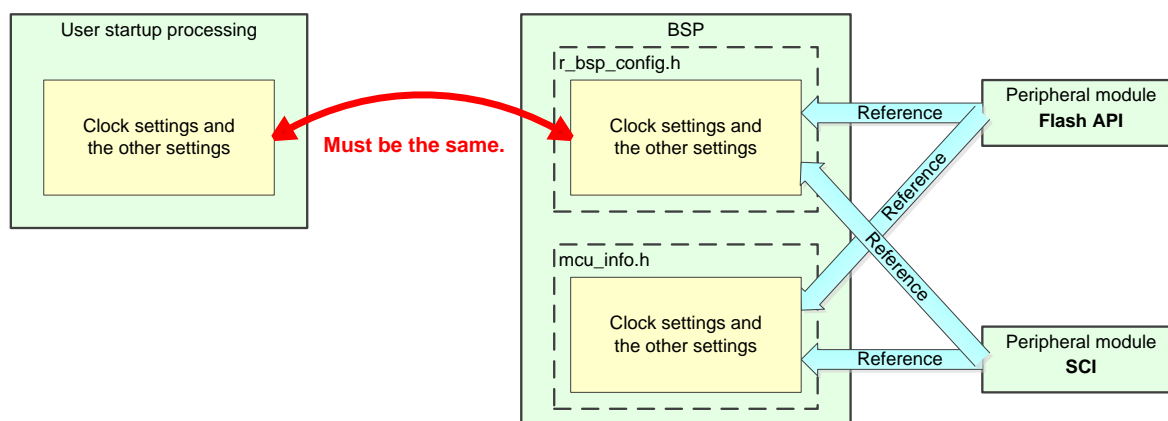 User startup processing
Clock settings and
the other settings
Must be the same.
BSP
r_bsp_config.h
Clock settings and
the other settings
mcu_info.h
Clock settings and
the other settings
Reference
Reference
Reference
Reference
Peripheral module
Flash API
Peripheral module
SCI